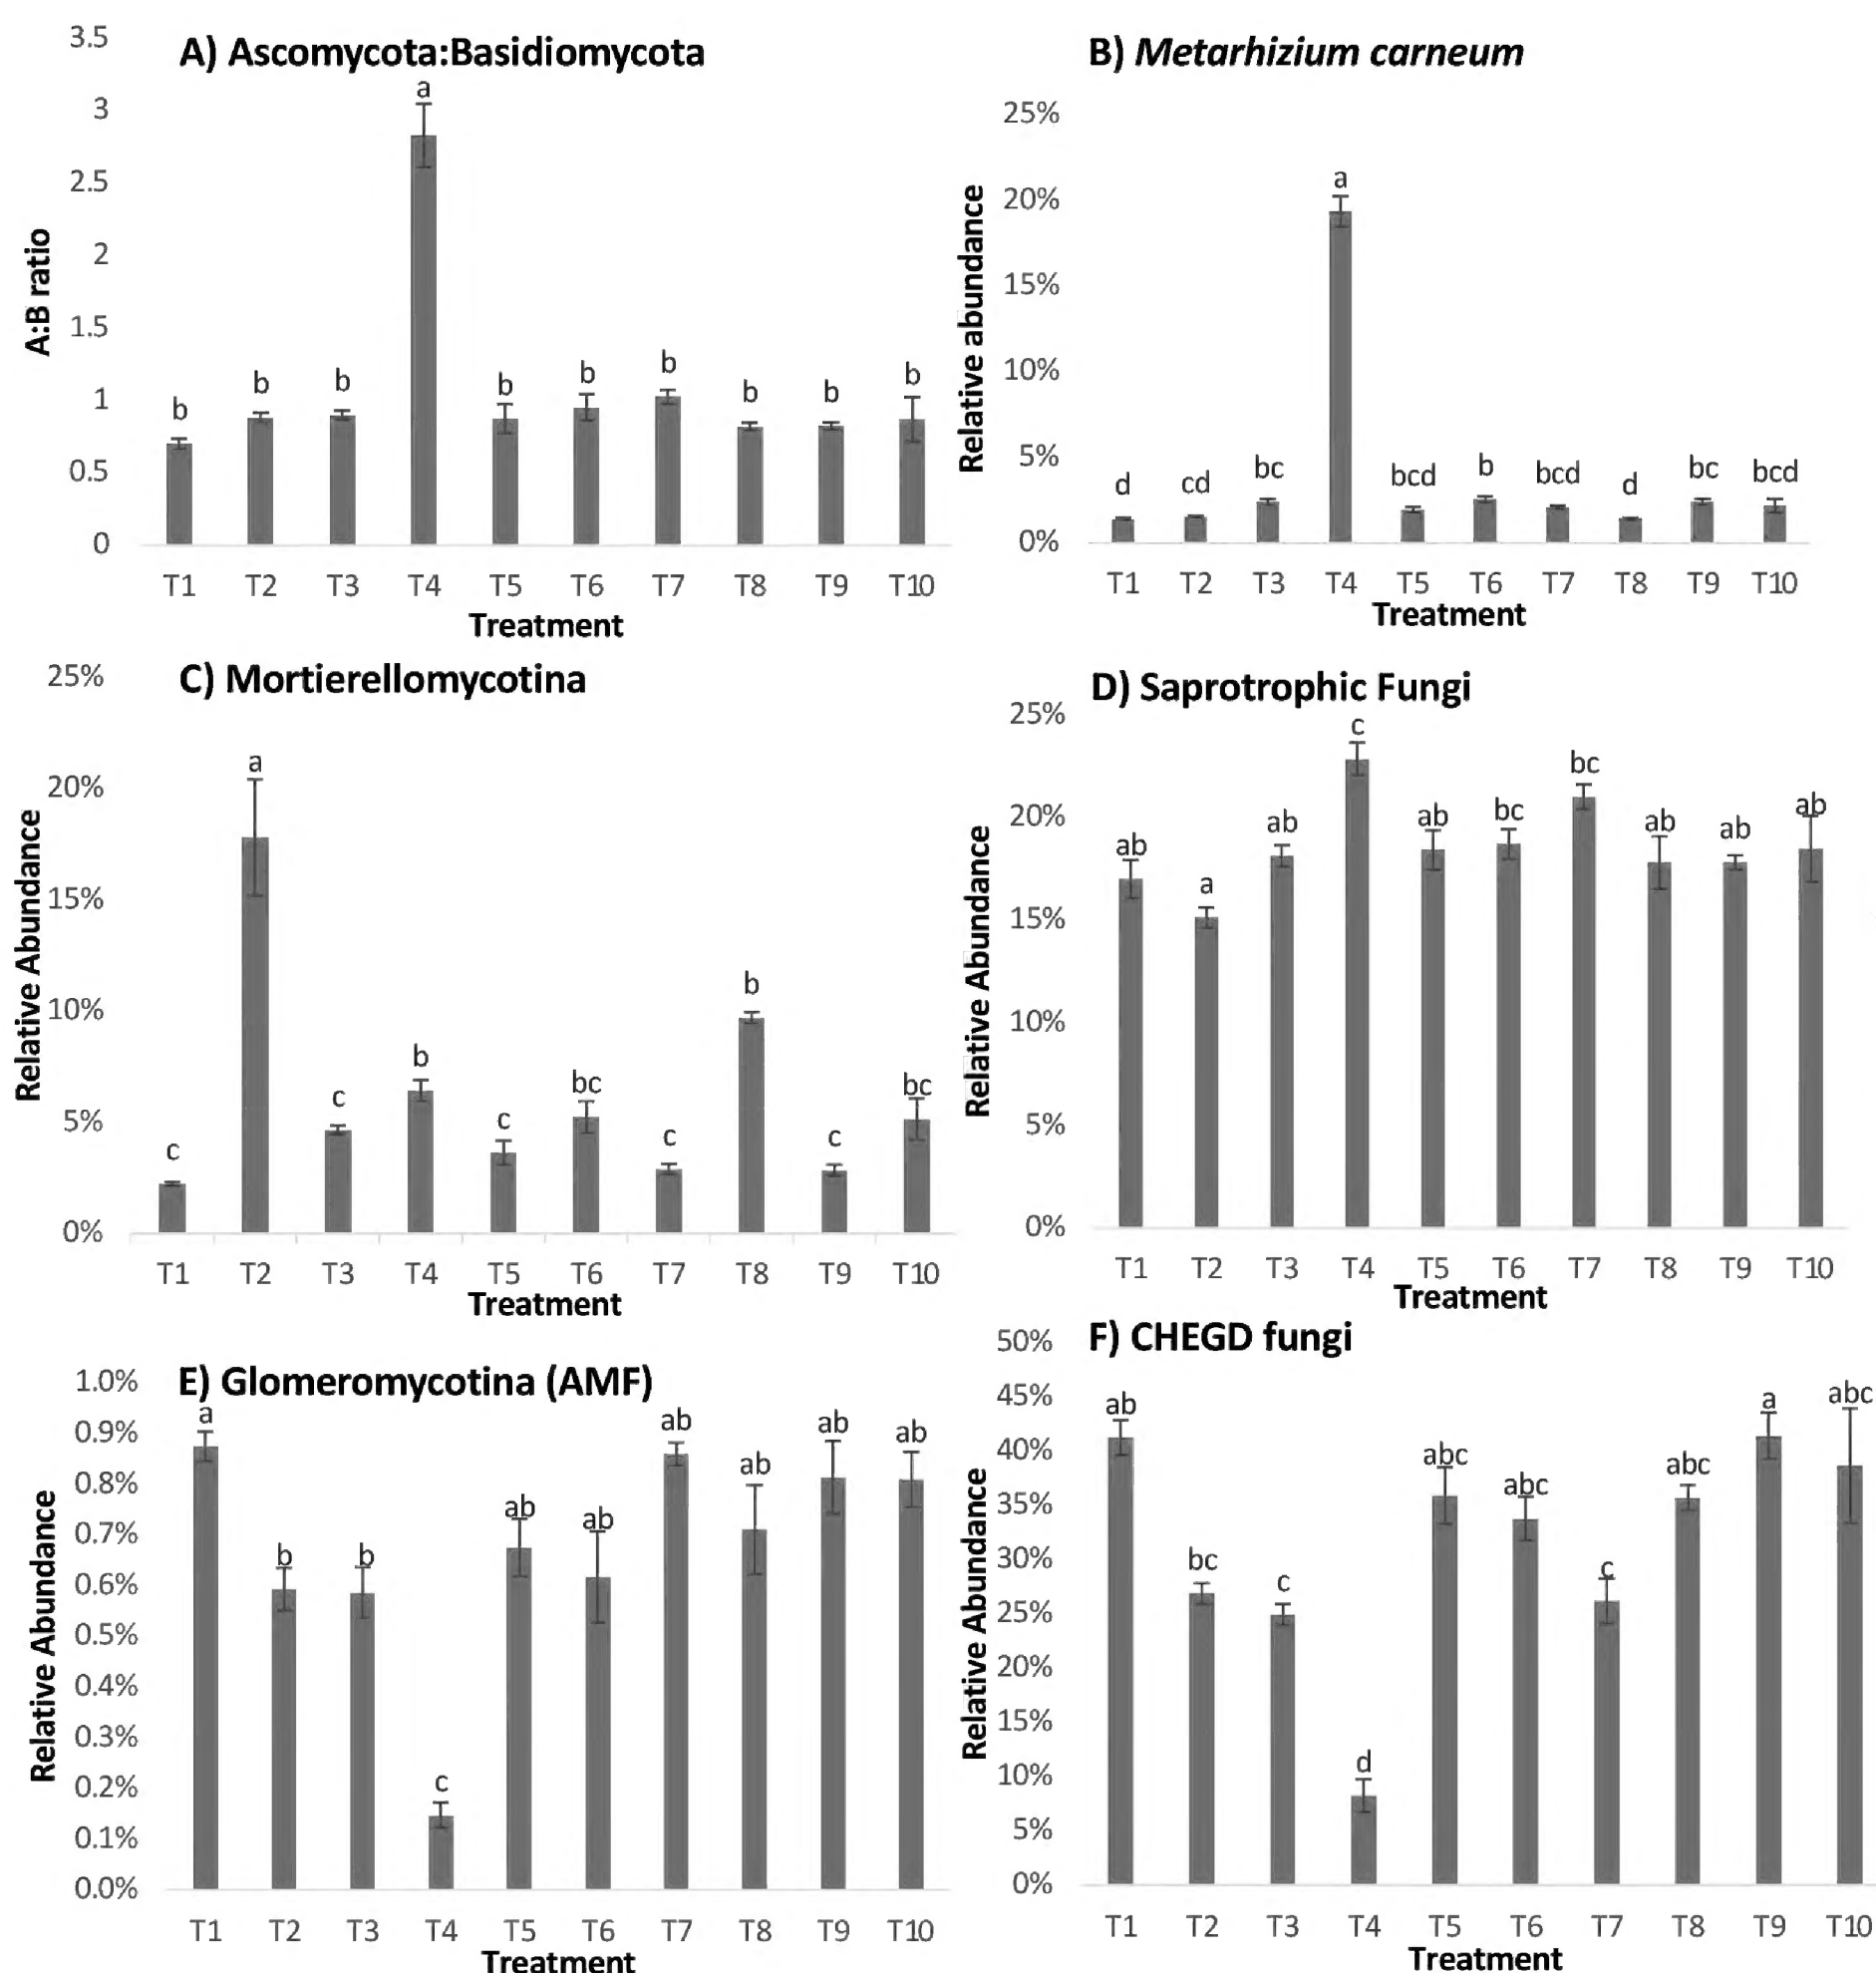 A) Ascomycota:Basidiomycota
3.5
3
2.5
2
1.5
1
0.5
0
A:B ratio
b
b
b
a
b
b
b
b
b
b
T1 T2 T3 T4 T5 T6 T7 T8 T9 T10
Treatment
B) Metarhizium carneum
25%
20%
15%
10%
5%
0%
Relative abundance
d
cd
bc
a
bcd
b
bcd
d
bc
bcd
T1 T2 T3 T4 T5 T6 T7 T8 T9 T10
Treatment
C) Mortierellomycotina
25%
20%
15%
10%
5%
0%
Relative Abundance
c
a
c
b
c
bc
c
b
c
bc
T1 T2 T3 T4 T5 T6 T7 T8 T9 T10
Treatment
D) Saprotrophic Fungi
25%
20%
15%
10%
5%
0%
Relative Abundance
ab
a
ab
c
ab
bc
bc
ab
ab
ab
T1 T2 T3 T4 T5 T6 T7 T8 T9 T10
Treatment
E) Glomeromycotina (AMF)
1.0%
0.9%
0.8%
0.7%
0.6%
0.5%
0.4%
0.3%
0.2%
0.1%
0.0%
Relative Abundance
a
b
b
c
ab
ab
ab
ab
ab
ab
T1 T2 T3 T4 T5 T6 T7 T8 T9 T10
Treatment
F) CHEGD fungi
50%
45%
40%
35%
30%
25%
20%
15%
10%
5%
0%
Relative Abundance
ab
bc
c
d
abc
abc
c
abc
a
abc
T1 T2 T3 T4 T5 T6 T7 T8 T9 T10
Treatment